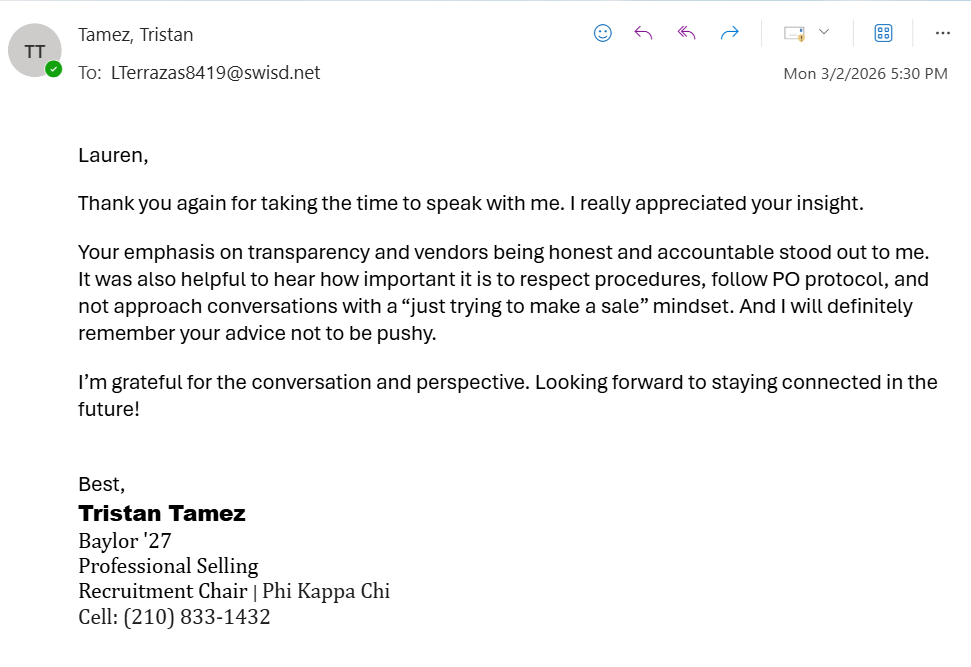 Tamez, Tristan
TT
To: LTerrazas8419@swisd.net
Mon 3/2/2026 5:30 PM
Lauren,
Thank you again for taking the time to speak with me. I really appreciated your insight.
Your emphasis on transparency and vendors being honest and accountable stood out to me.
It was also helpful to hear how important it is to respect procedures, follow PO protocol, and
not approach conversations with a “just trying to make a sale” mindset. And I will definitely
remember your advice not to be pushy.
I’m grateful for the conversation and perspective. Looking forward to staying connected in the
future!
Best,
Tristan Tamez
Baylor '27
Professional Selling
Recruitment Chair | Phi Kappa Chi
Cell: (210) 833-1432